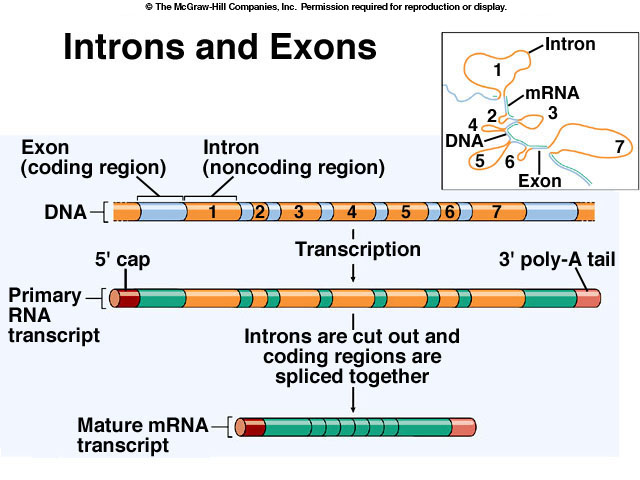 © The McGraw-Hill Companies, Inc. Permission required for reproduction or display.
Introns and Exons
Intron
1
mRNA
2
3
4
DNA
5
6
7
Exon
Exon
(coding region)
Intron
(noncoding region)
DNA
1 2 3 4 5 6 7
Transcription
5' cap
3' poly-A tail
Primary
RNA
transcript
Introns are cut out and
coding regions are
spliced together
Mature mRNA
transcript